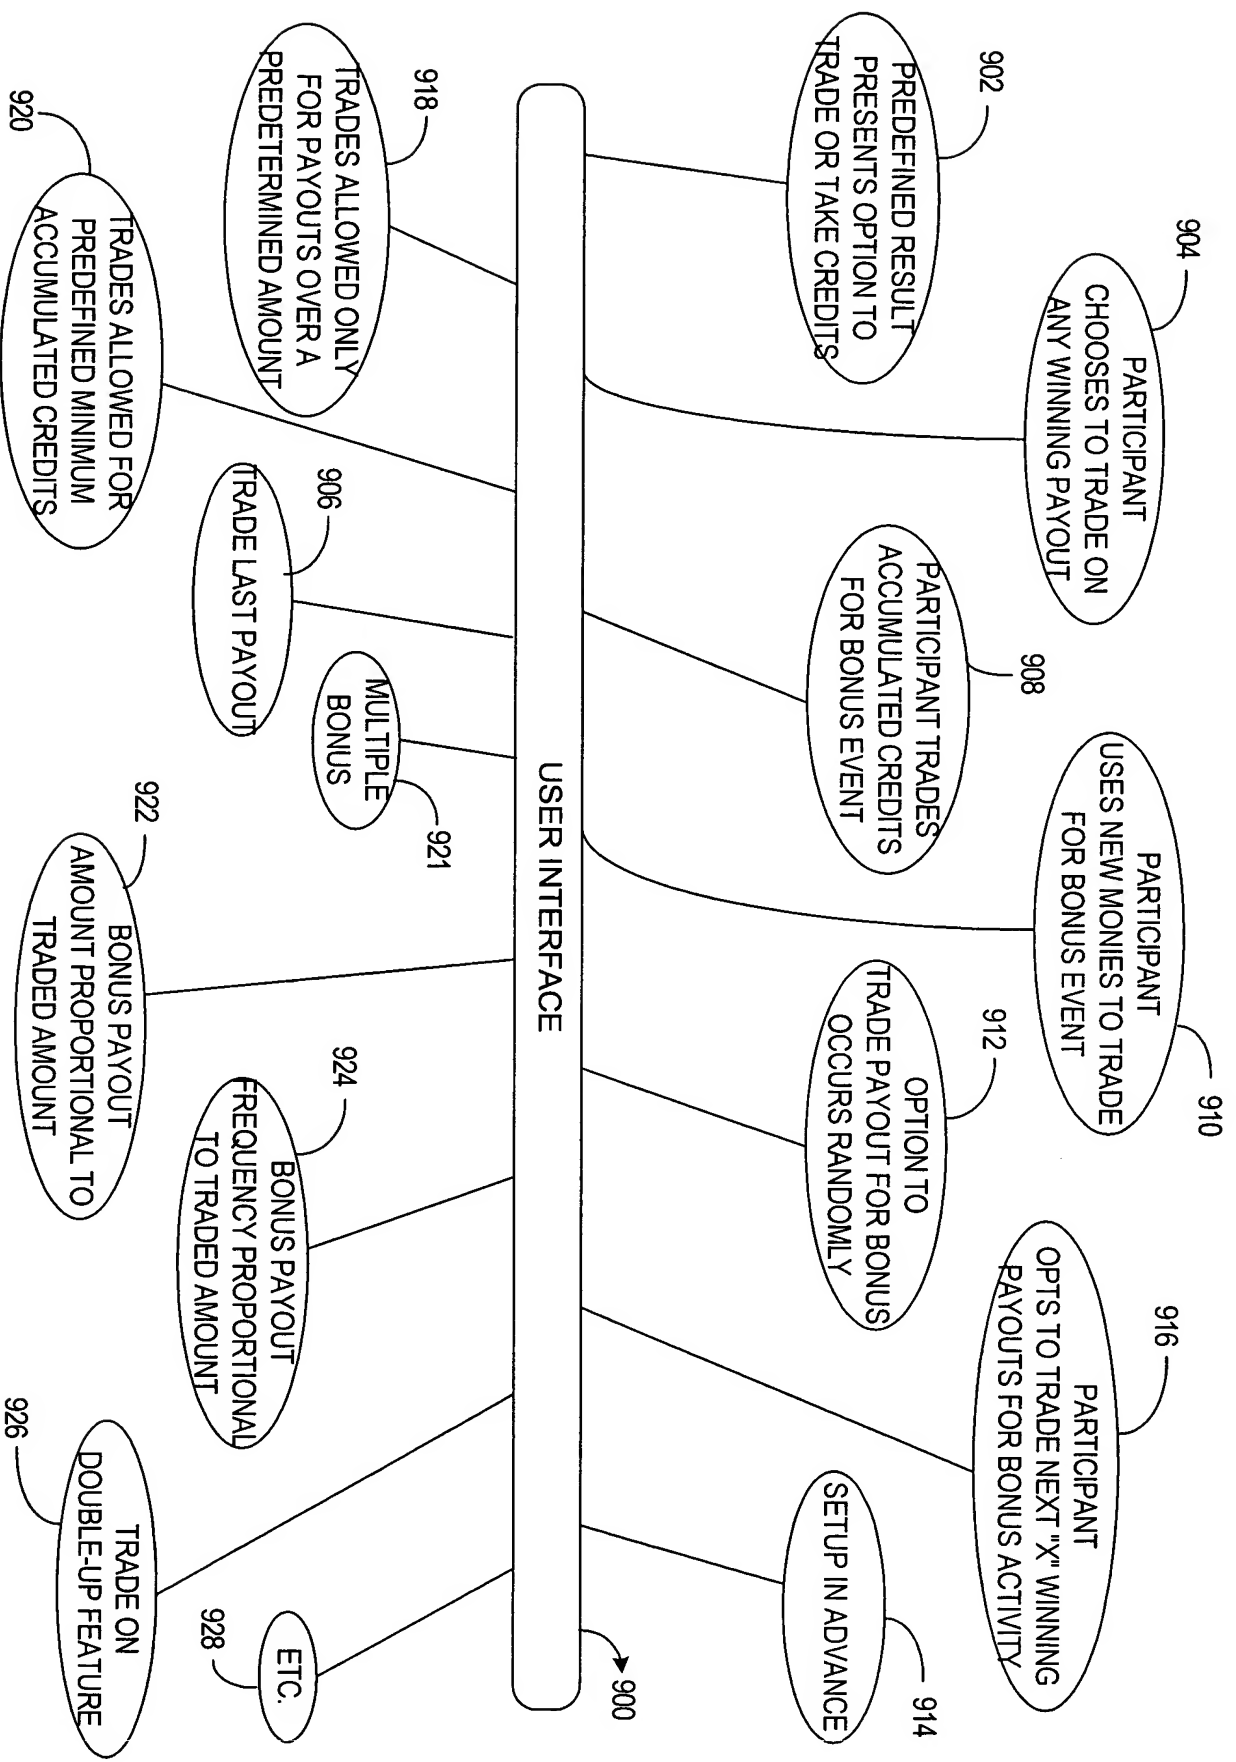 902
PREDEFINED RESULT
PRESENTS OPTION TO
TRADE OR TAKE CREDITS
904
PARTICIPANT
CHOOSES TO TRADE ON
ANY WINNING PAYOUT
908
PARTICIPANT TRADES
ACCUMULATED CREDITS
FOR BONUS EVENT
910
PARTICIPANT
USES NEW MONIES TO TRADE
FOR BONUS EVENT
912
OPTION TO
TRADE PAYOUT FOR BONUS
OCCURS RANDOMLY
916
PARTICIPANT
OPTS TO TRADE NEXT "X" WINNING
PAYOUTS FOR BONUS ACTIVITY
914
SETUP IN ADVANCE
900
USER INTERFACE
918
TRADES ALLOWED ONLY
FOR PAYOUTS OVER A
PREDETERMINED AMOUNT
920
TRADES ALLOWED FOR
PREDEFINED MINIMUM
ACCUMULATED CREDITS
906
TRADE LAST PAYOUT
MULTIPLE
BONUS
921
922
BONUS PAYOUT
AMOUNT PROPORTIONAL TO
TRADED AMOUNT
924
BONUS PAYOUT
FREQUENCY PROPORTIONAL
TO TRADED AMOUNT
926
TRADE ON
DOUBLE-UP FEATURE
928
ETC.